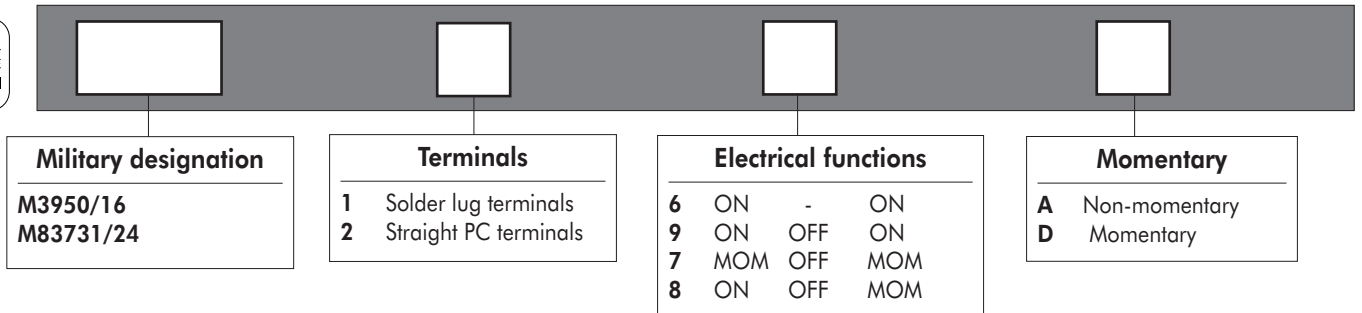 Military designation
M3950/16
M83731/24
Terminals
1 Solder lug terminals
2 Straight PC terminals
Electrical functions
6 ON - ON
9 ON OFF ON
7 MOM OFF MOM
8 ON OFF MOM
Momentary
A Non-momentary
D Momentary